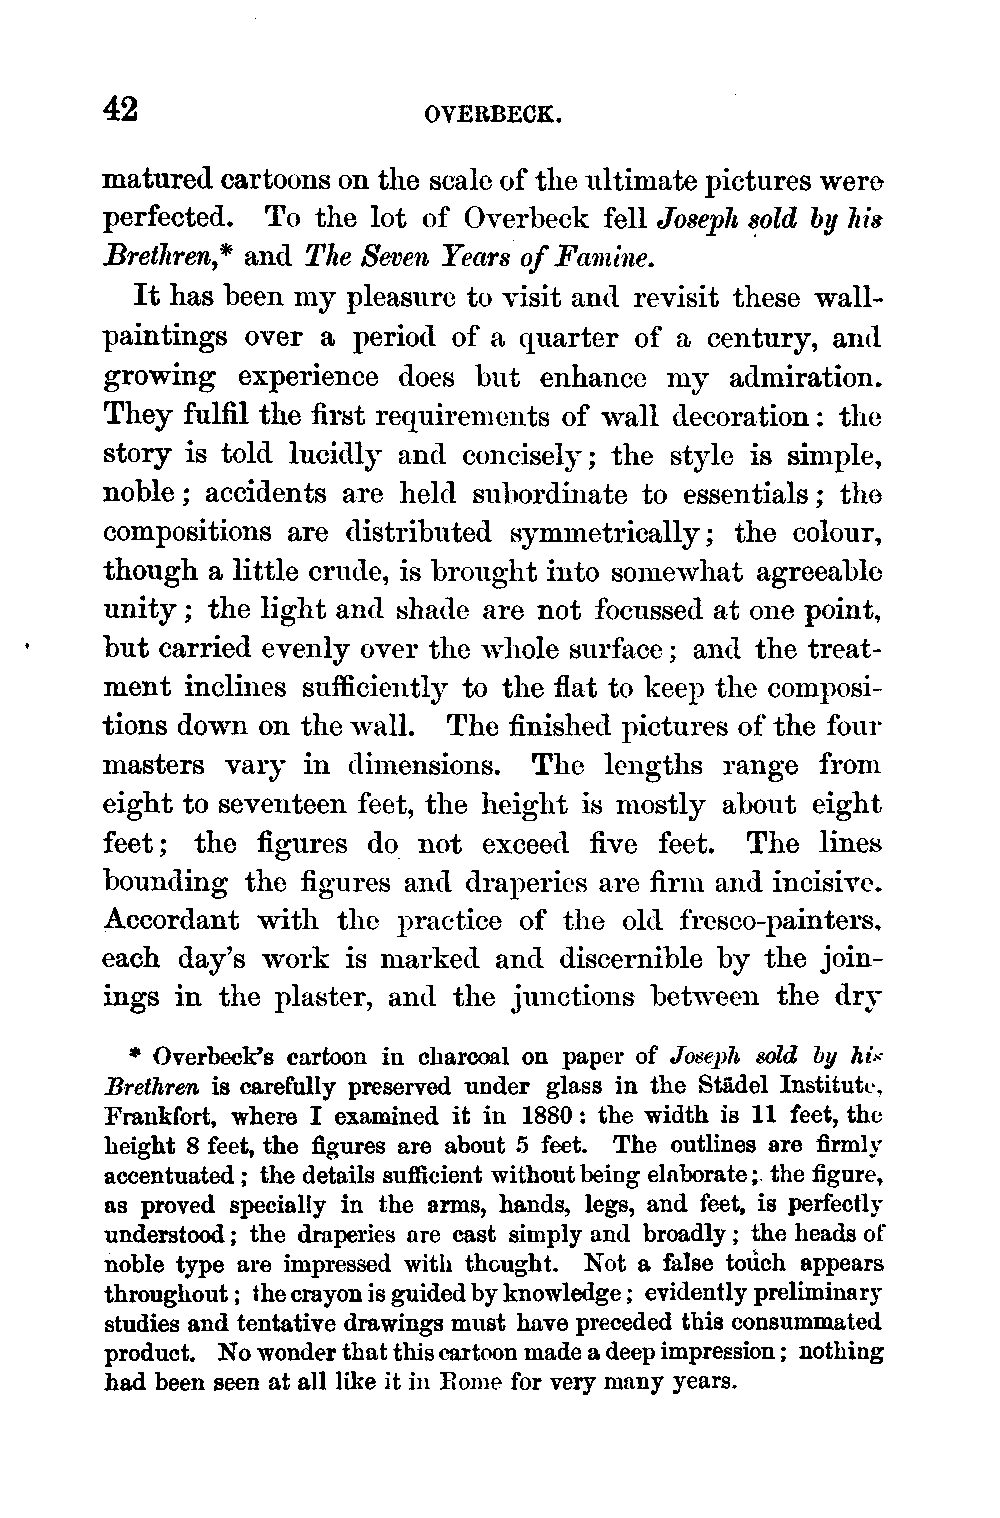 42 OVERBECK.
matured cartoons on the scale of the ultimate pictures were
perfected. To the lot of Overbeck fell Joseph sold by his
Brethren,* and The Seven Years of Famine.
It has been my pleasure to visit and revisit these wall-
paintings over a period of a quarter of a century, and
growing experience does but enhance my admiration.
They fulfil the first requirements of wall decoration: the
story is told lucidly and concisely; the style is simple,
noble; accidents are held subordinate to essentials; the
compositions are distributed symmetrically; the colour,
though a little crude, is brought into somewhat agreeable
unity; the light and shade are not focussed at one point,
but carried evenly over the whole surface; and the treat-
ment inclines sufficiently to the flat to keep the composi-
tions down on the wall. The finished pictures of the four
masters vary in dimensions. The lengths range from
eight to seventeen feet, the height is mostly about eight
feet; the figures do not exceed five feet. The lines
bounding the figures and draperies are firm and incisive.
Accordant with the practice of the old fresco-painters,
each day's work is marked and discernible by the join-
ings in the plaster, and the junctions between the dry
* Overbeck's cartoon in charcoal on paper of Joseph sold by his
Brethren is carefully preserved under glass in the Städel Institute,
Frankfort, where I examined it in 1880: the width is 11 feet, the
height 8 feet, the figures are about 5 feet. The outlines are firmly
accentuated; the details sufficient without being elaborate; the figure,
as proved specially in the arms, hands, legs, and feet, is perfectly
understood; the draperies are cast simply and broadly; the heads of
noble type are impressed with thought. Not a false touch appears
throughout; the crayon is guided by knowledge; evidently preliminary
studies and tentative drawings must have preceded this consummated
product. No wonder that this cartoon made a deep impression; nothing
had been seen at all like it in Rome for very many years.